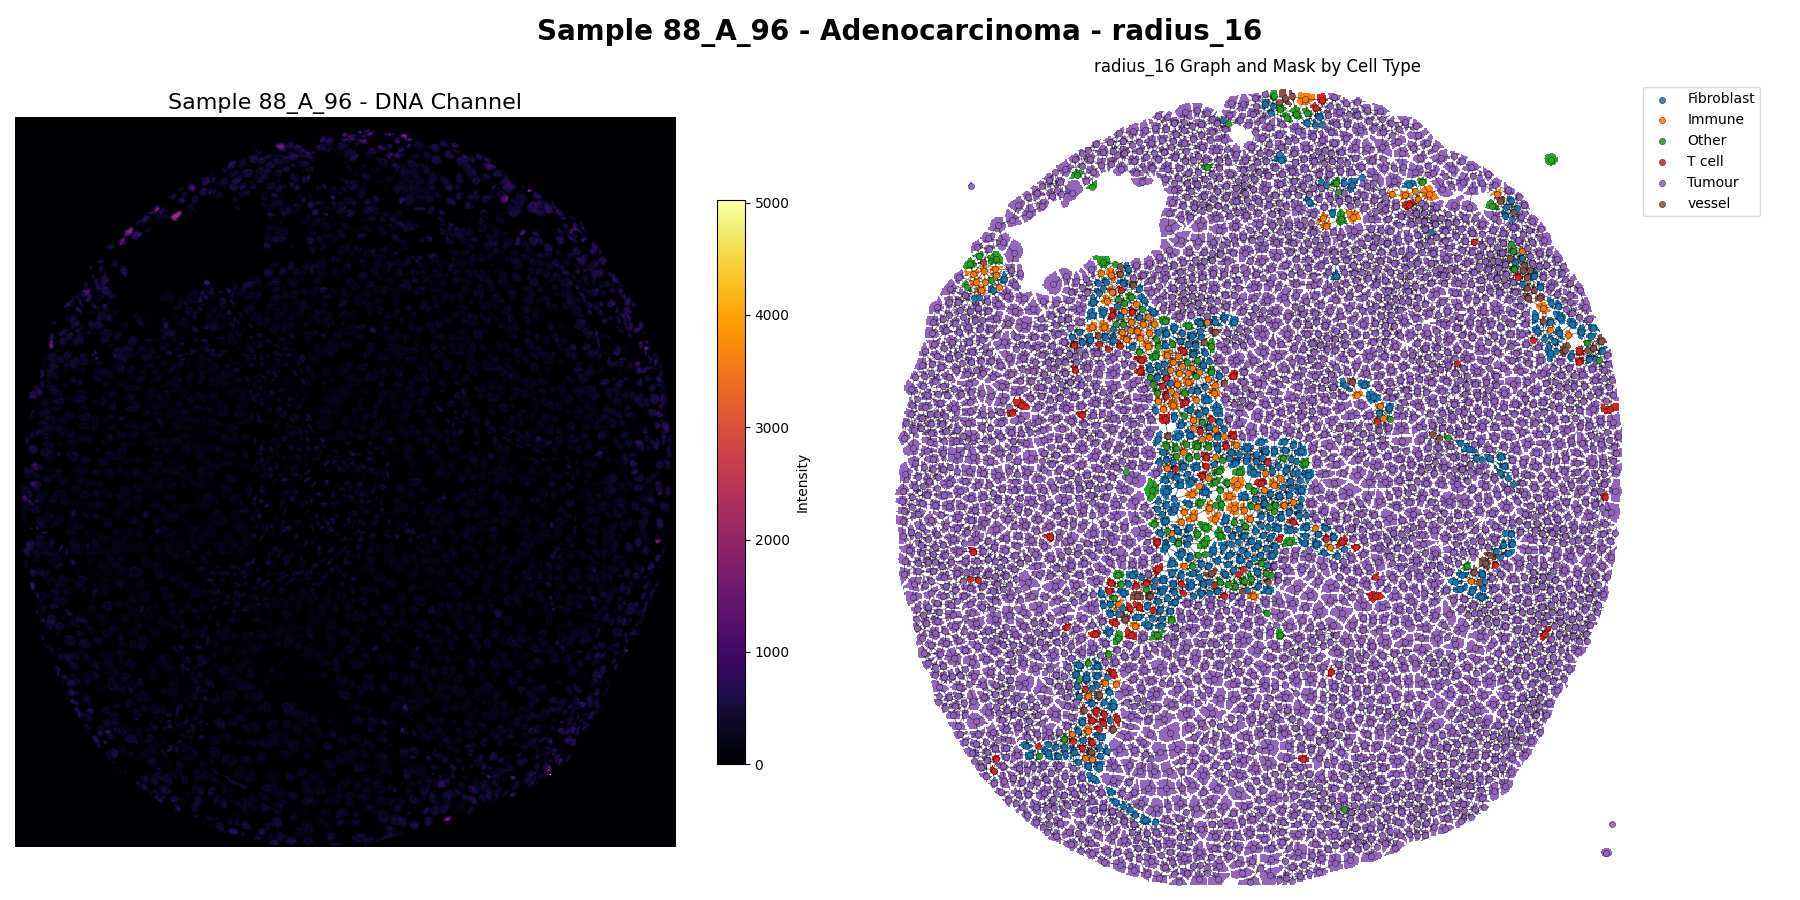 Sample 88_A_96 - Adenocarcinoma - radius_16
Sample 88_A_96 - DNA Channel
5000
4000
3000
2000
1000
0
Intensity
radius_16 Graph and Mask by Cell Type
Fibroblast
Immune
Other
T cell
Tumour
vessel